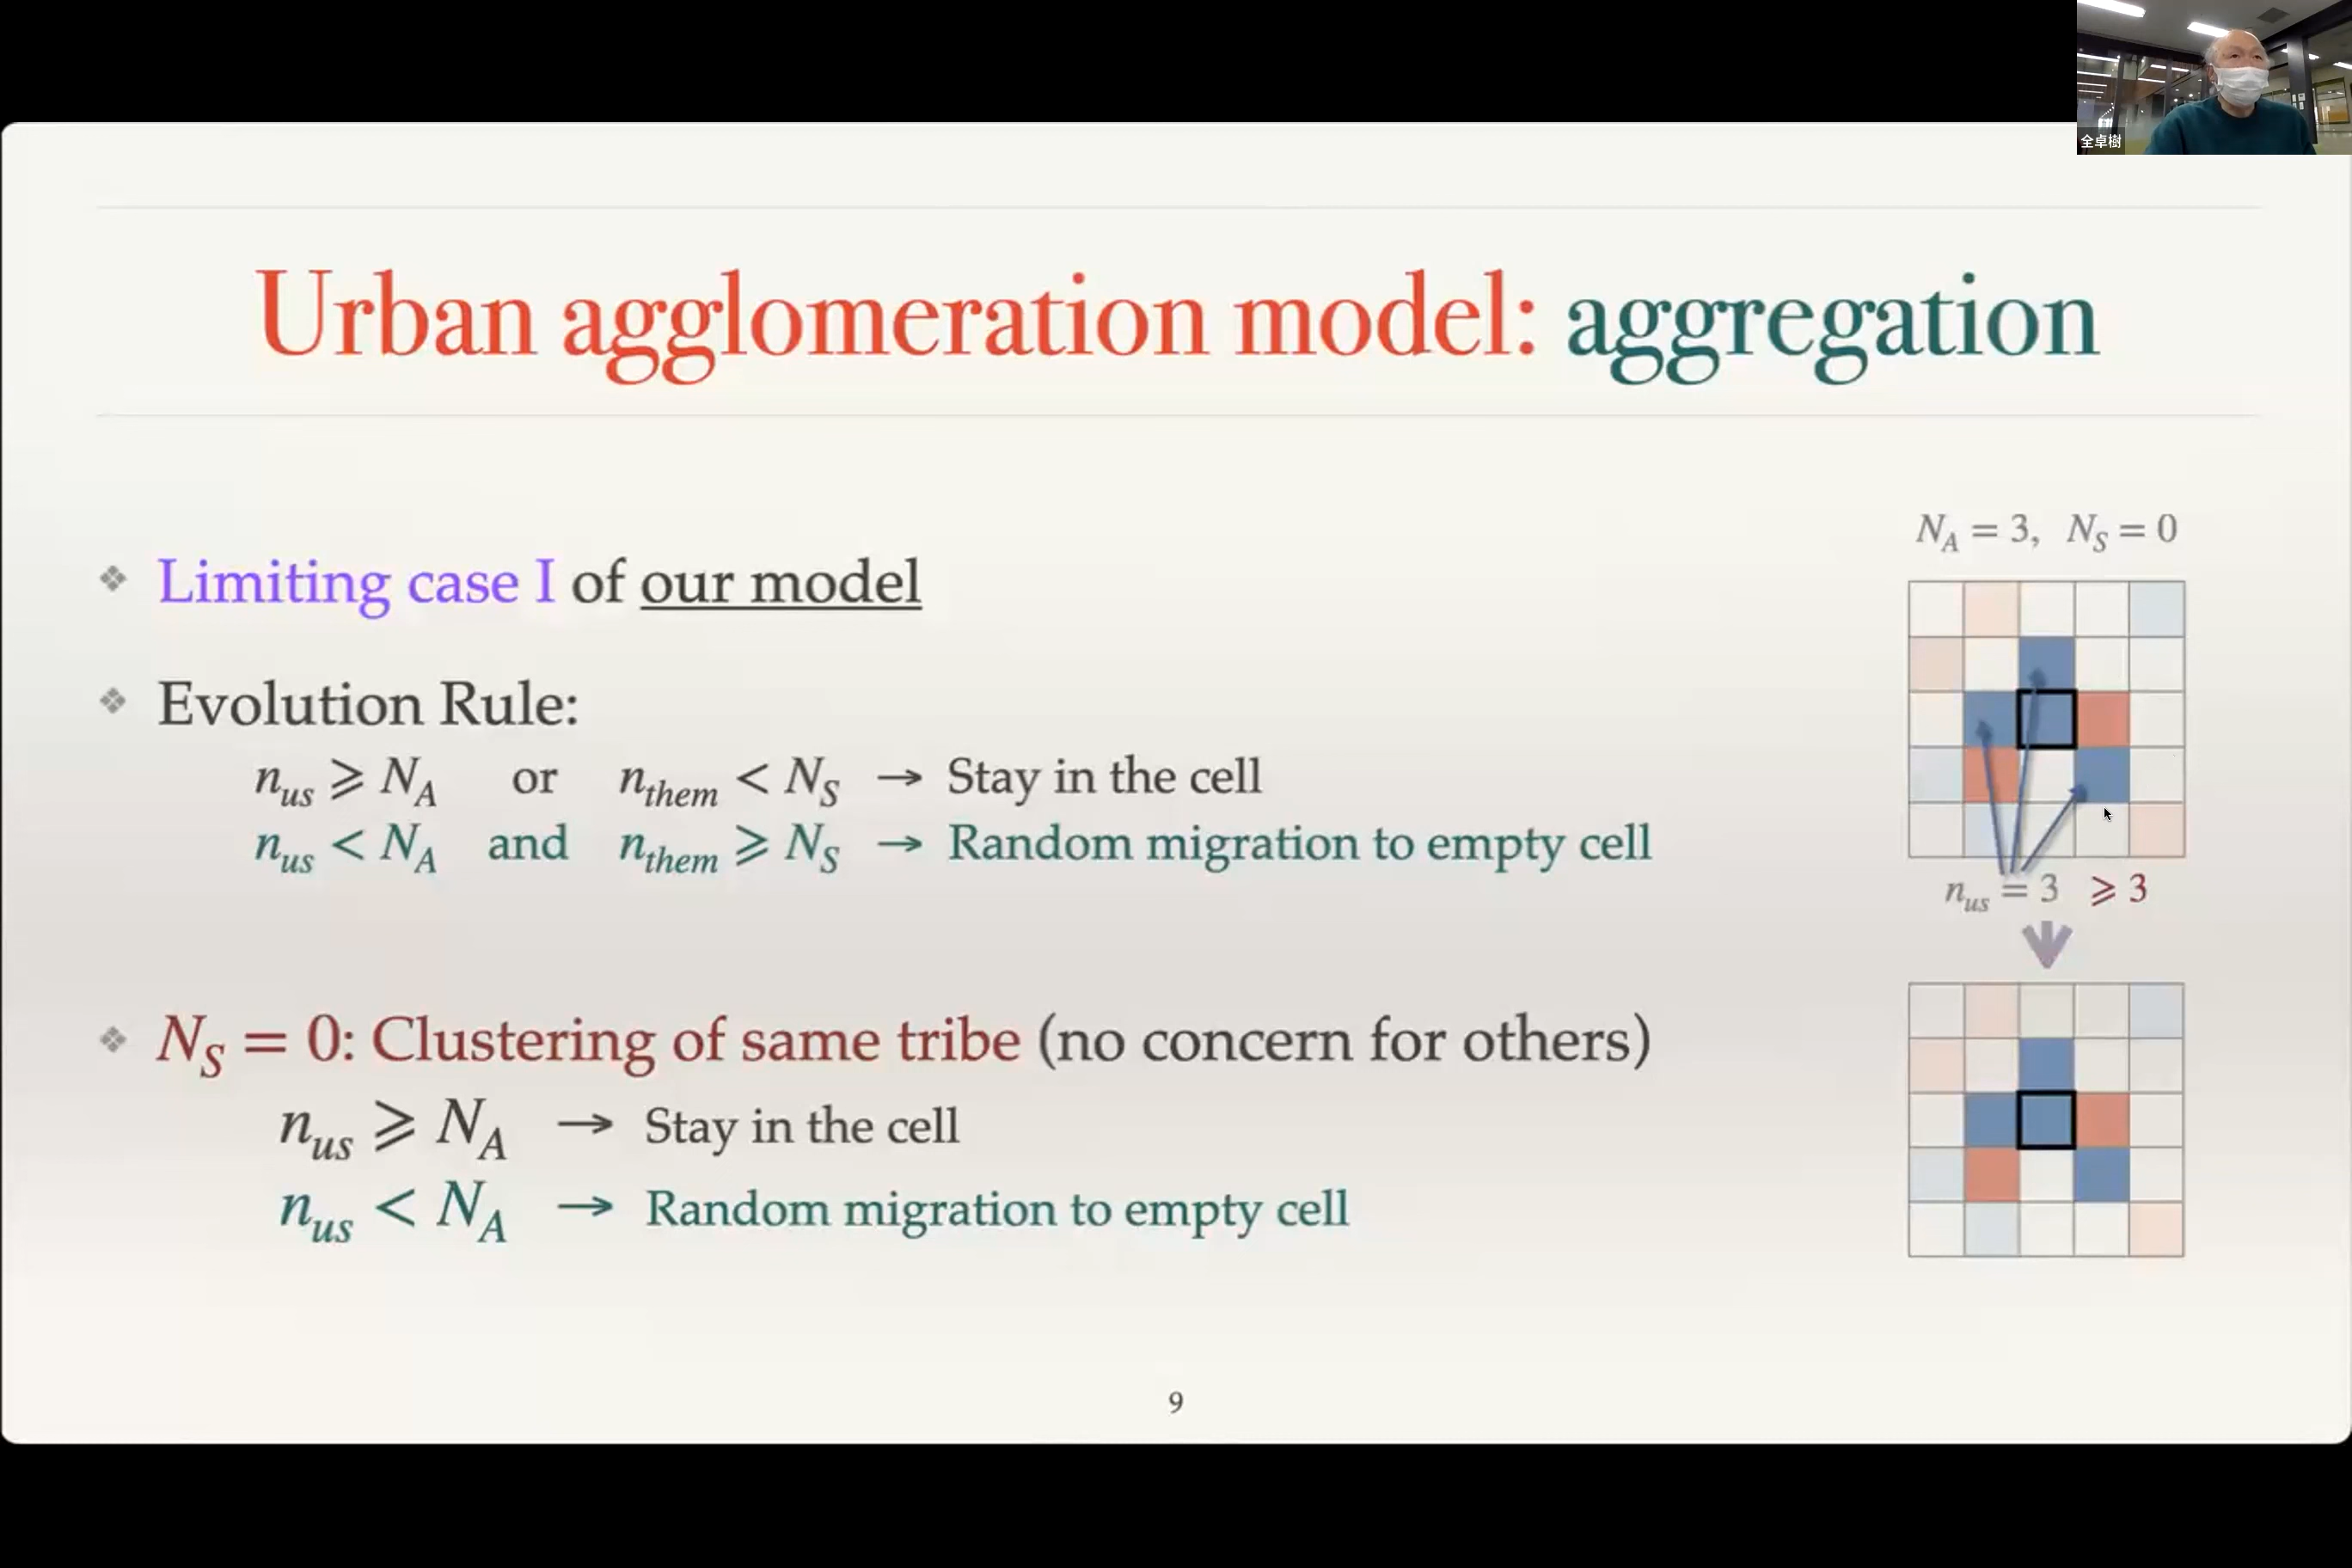 全卓樹
Urban agglomeration model: aggregation
❖ Limiting case I of our model
❖ Evolution Rule:
n_us ⩾ N_A or n_them < N_S → Stay in the cell
n_us < N_A and n_them ⩾ N_S → Random migration to empty cell
❖ N_S = 0: Clustering of same tribe (no concern for others)
n_us ⩾ N_A → Stay in the cell
n_us < N_A → Random migration to empty cell
N_A = 3, N_S = 0
n_us = 3 ⩾ 3
9